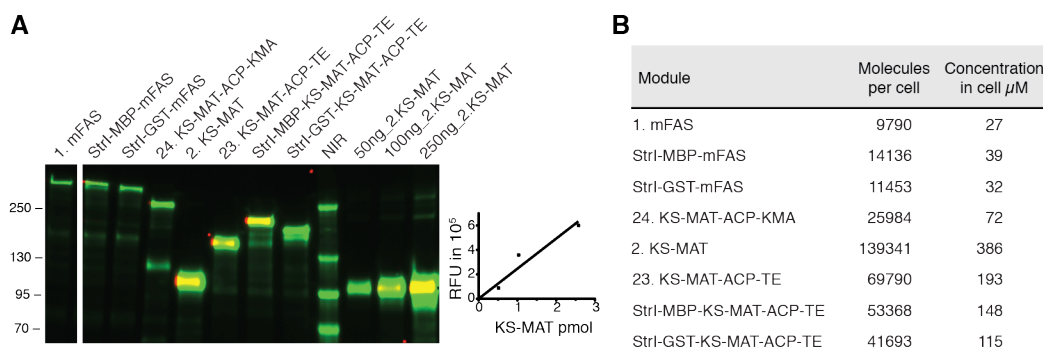 A
1. mFAS
StrI-MBP-mFAS
StrI-GST-mFAS
24. KS-MAT-ACP-KMA
2. KS-MAT
23. KS-MAT-ACP-TE
StrI-MBP-KS-MAT-ACP-TE
StrI-GST-KS-MAT-ACP-TE
NIR
50ng_2.KS-MAT
100ng_2.KS-MAT
250ng_2.KS-MAT
250 –
130 –
95 –
70 –
RFU in 10⁵
6
4
2
0
0 1 2 3
KS-MAT pmol
B
Module Molecules per cell Concentration in cell µM
1. mFAS 9790 27
StrI-MBP-mFAS 14136 39
StrI-GST-mFAS 11453 32
24. KS-MAT-ACP-KMA 25984 72
2. KS-MAT 139341 386
23. KS-MAT-ACP-TE 69790 193
StrI-MBP-KS-MAT-ACP-TE 53368 148
StrI-GST-KS-MAT-ACP-TE 41693 115